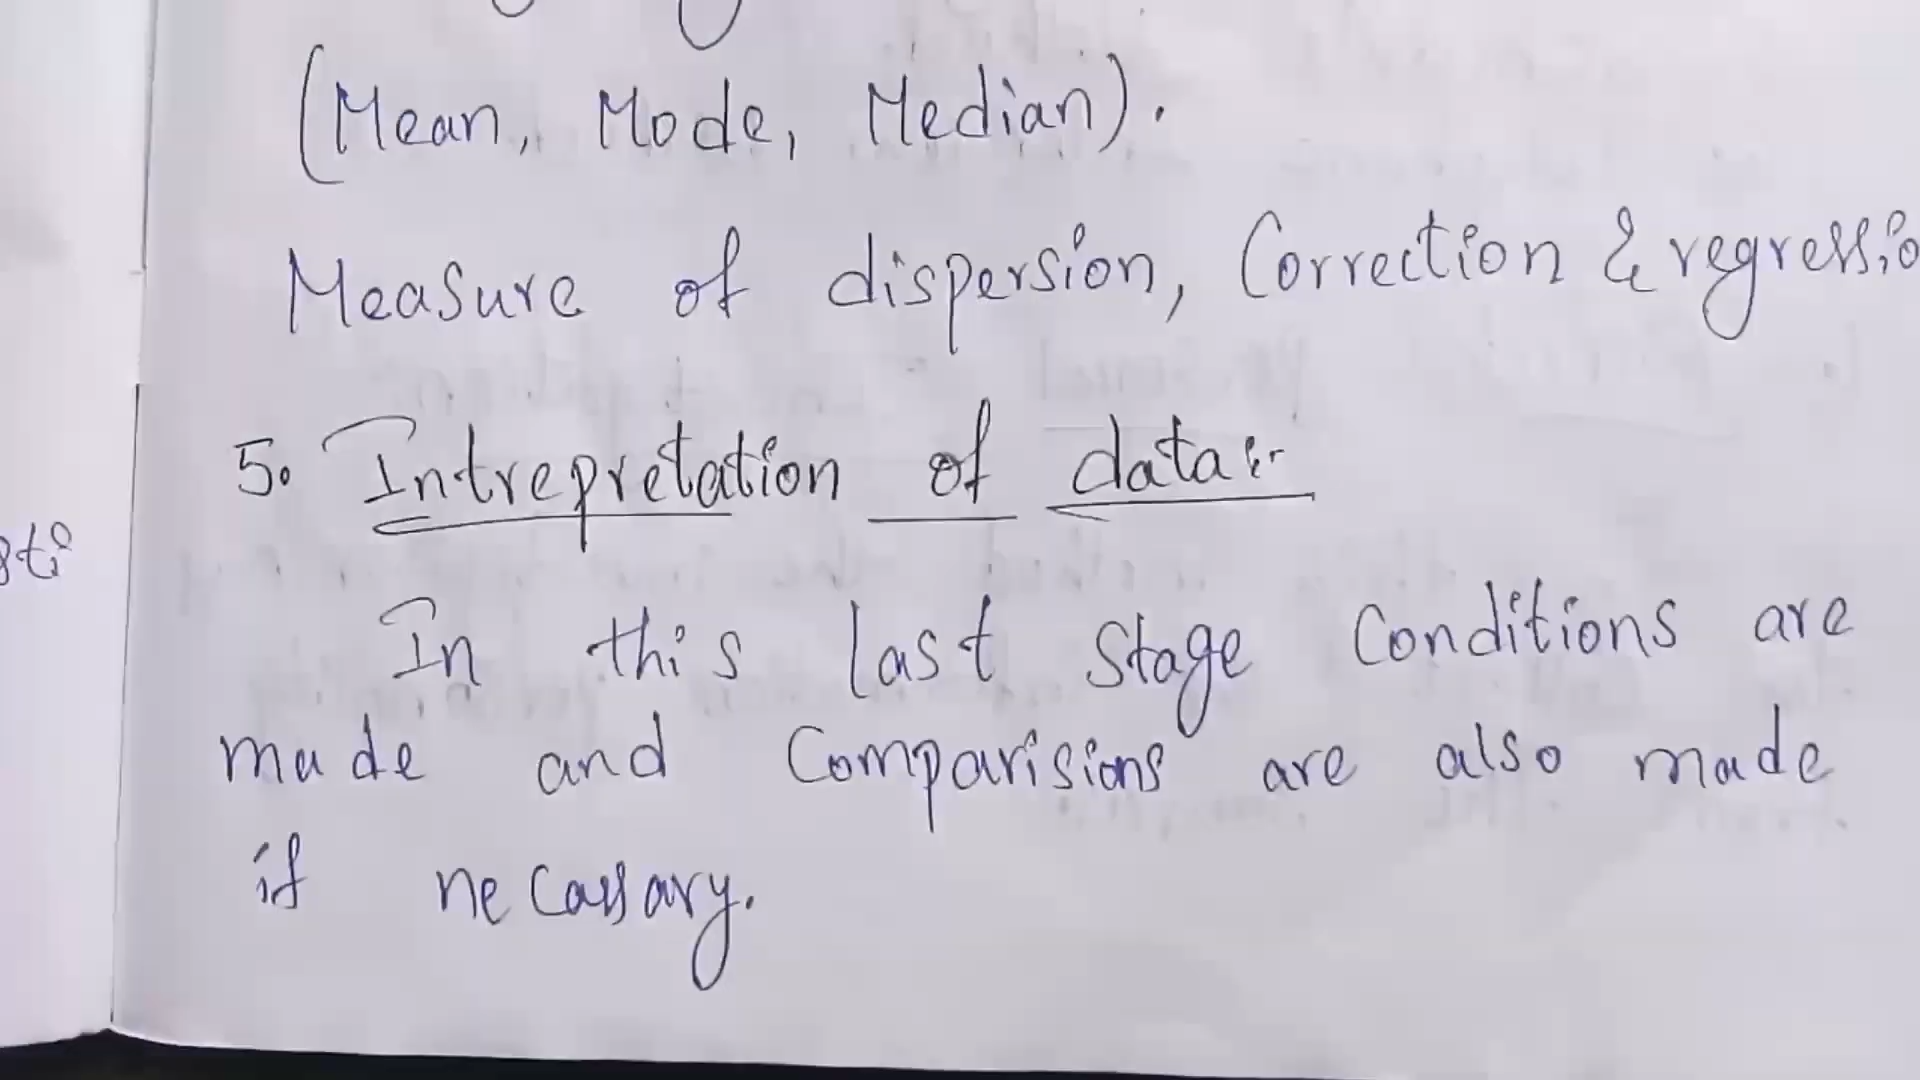 (Mean, Mode, Median).
Measure of dispersion, Correction & regressio
5. Intrepretation of data:-
In this last stage Conditions are
made and Comparisions are also made
if necassary.